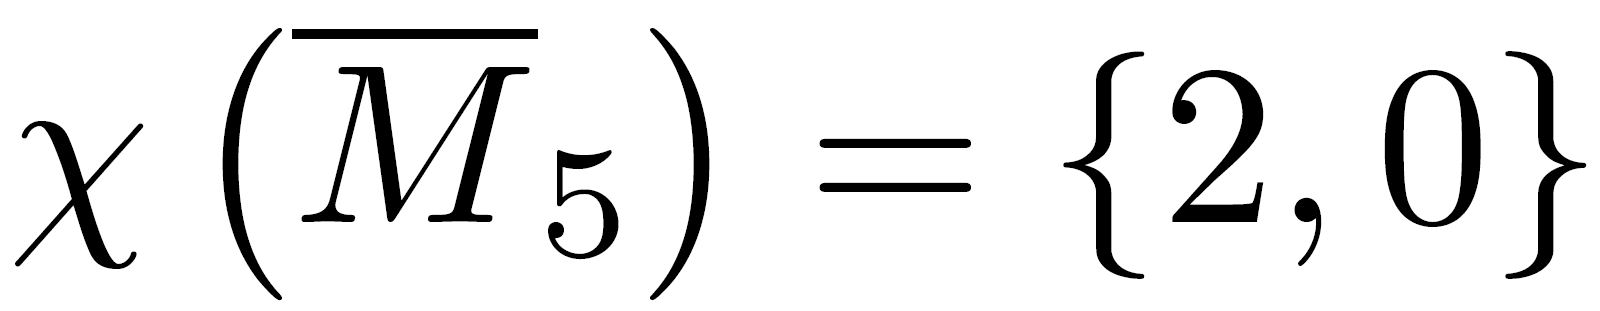 χ(M̅₅) = {2, 0}